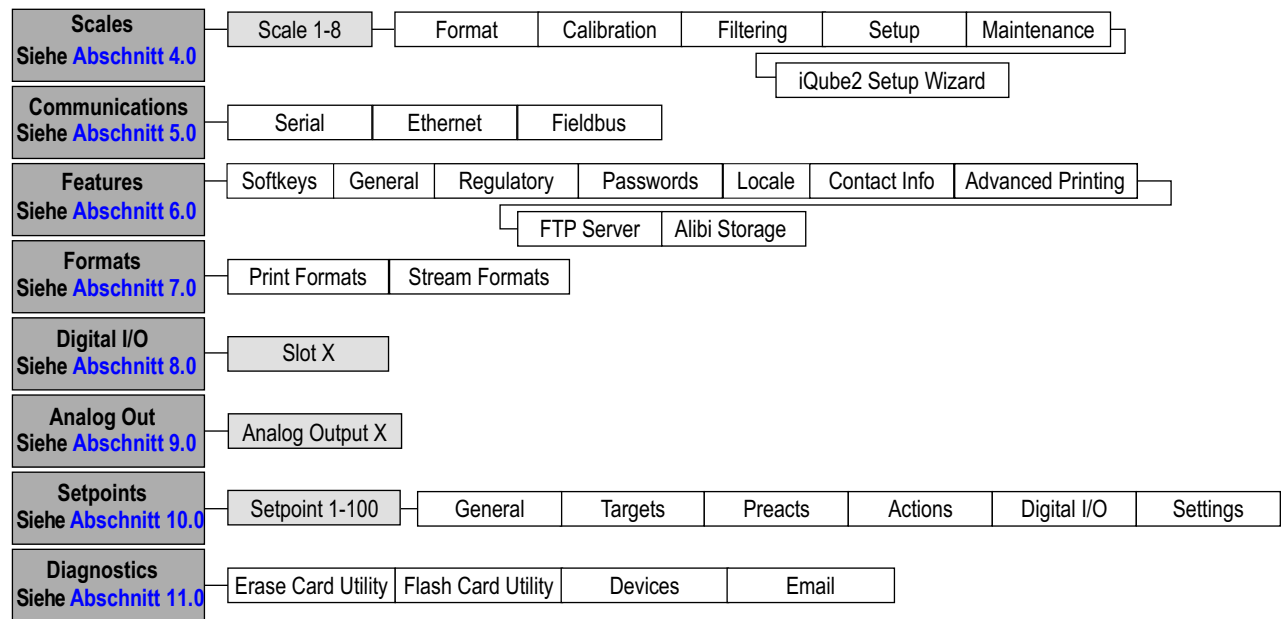 Scales
Siehe Abschnitt 4.0
Scale 1-8
Format
Calibration
Filtering
Setup
Maintenance
iQube2 Setup Wizard
Communications
Siehe Abschnitt 5.0
Serial
Ethernet
Fieldbus
Features
Siehe Abschnitt 6.0
Softkeys
General
Regulatory
Passwords
Locale
Contact Info
Advanced Printing
FTP Server
Alibi Storage
Formats
Siehe Abschnitt 7.0
Print Formats
Stream Formats
Digital I/O
Siehe Abschnitt 8.0
Slot X
Analog Out
Siehe Abschnitt 9.0
Analog Output X
Setpoints
Siehe Abschnitt 10.0
Setpoint 1-100
General
Targets
Preacts
Actions
Digital I/O
Settings
Diagnostics
Siehe Abschnitt 11.0
Erase Card Utility
Flash Card Utility
Devices
Email